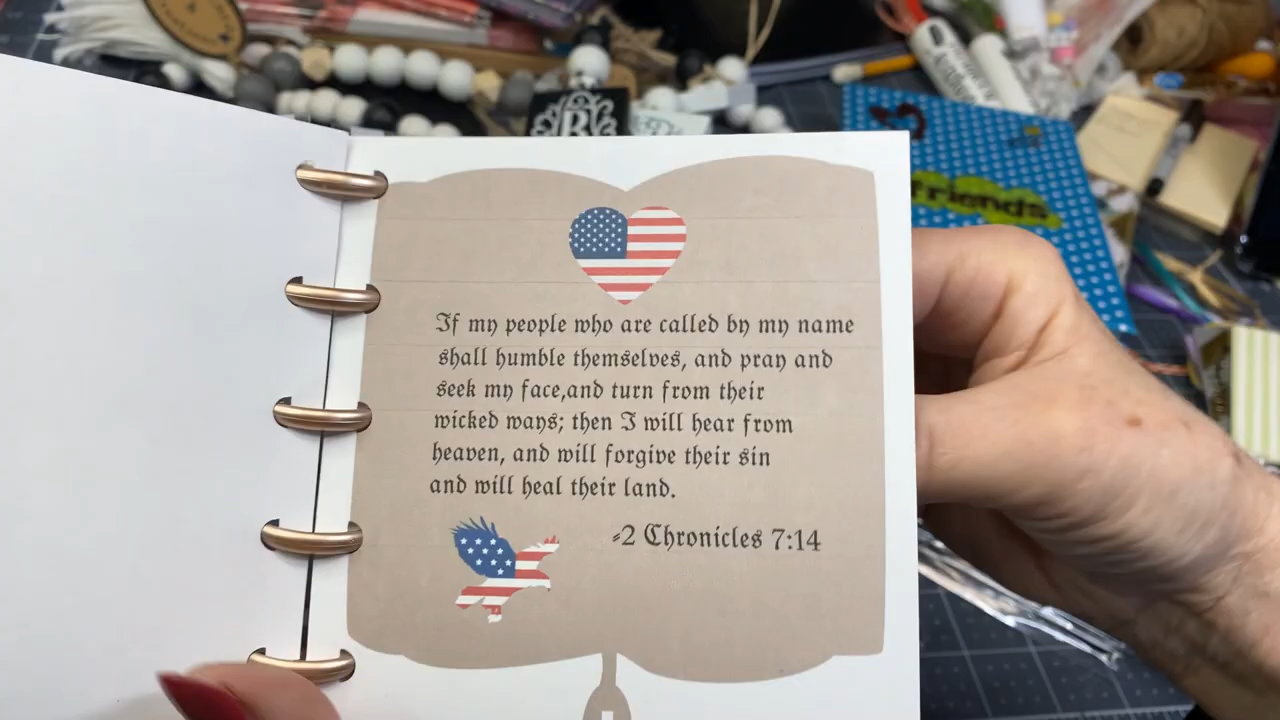 R
friends
If my people who are called by my name
shall humble themselves, and pray and
seek my face,and turn from their
wicked ways; then I will hear from
heaven, and will forgive their sin
and will heal their land.
-2 Chronicles 7:14